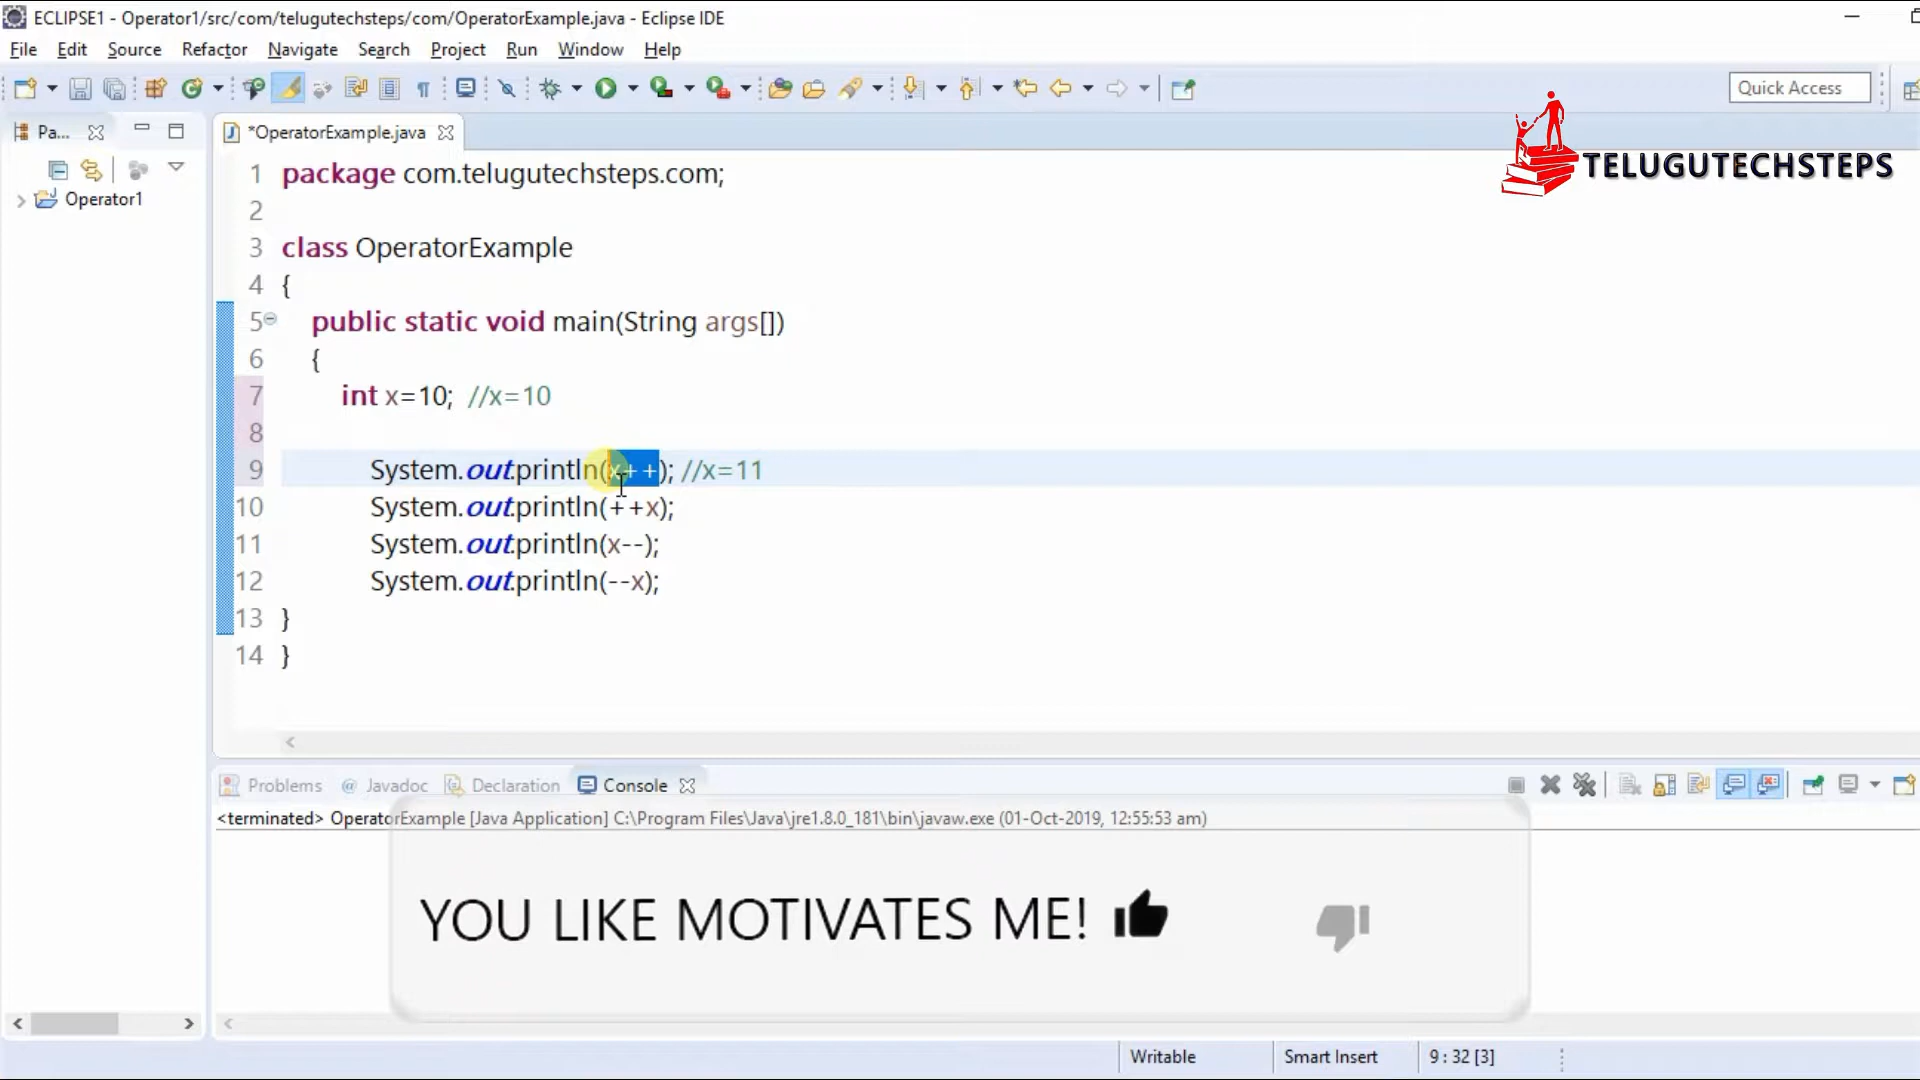 ECLIPSE1 - Operator1/src/com/telugutechsteps/com/OperatorExample.java - Eclipse IDE
File Edit Source Refactor Navigate Search Project Run Window Help
Quick Access
Pa...
*OperatorExample.java
TELUGUTECHSTEPS
Operator1
1 package com.telugutechsteps.com;
2
3 class OperatorExample
4 {
5 public static void main(String args[])
6 {
7 int x=10; //x=10
8
9 System.out.println(x++); //x=11
10 System.out.println(++x);
11 System.out.println(x--);
12 System.out.println(--x);
13 }
14 }
Problems @ Javadoc Declaration Console
<terminated> OperatorExample [Java Application] C:\Program Files\Java\jre1.8.0_181\bin\javaw.exe (01-Oct-2019, 12:55:53 am)
YOU LIKE MOTIVATES ME!
Writable Smart Insert 9 : 32 [3]